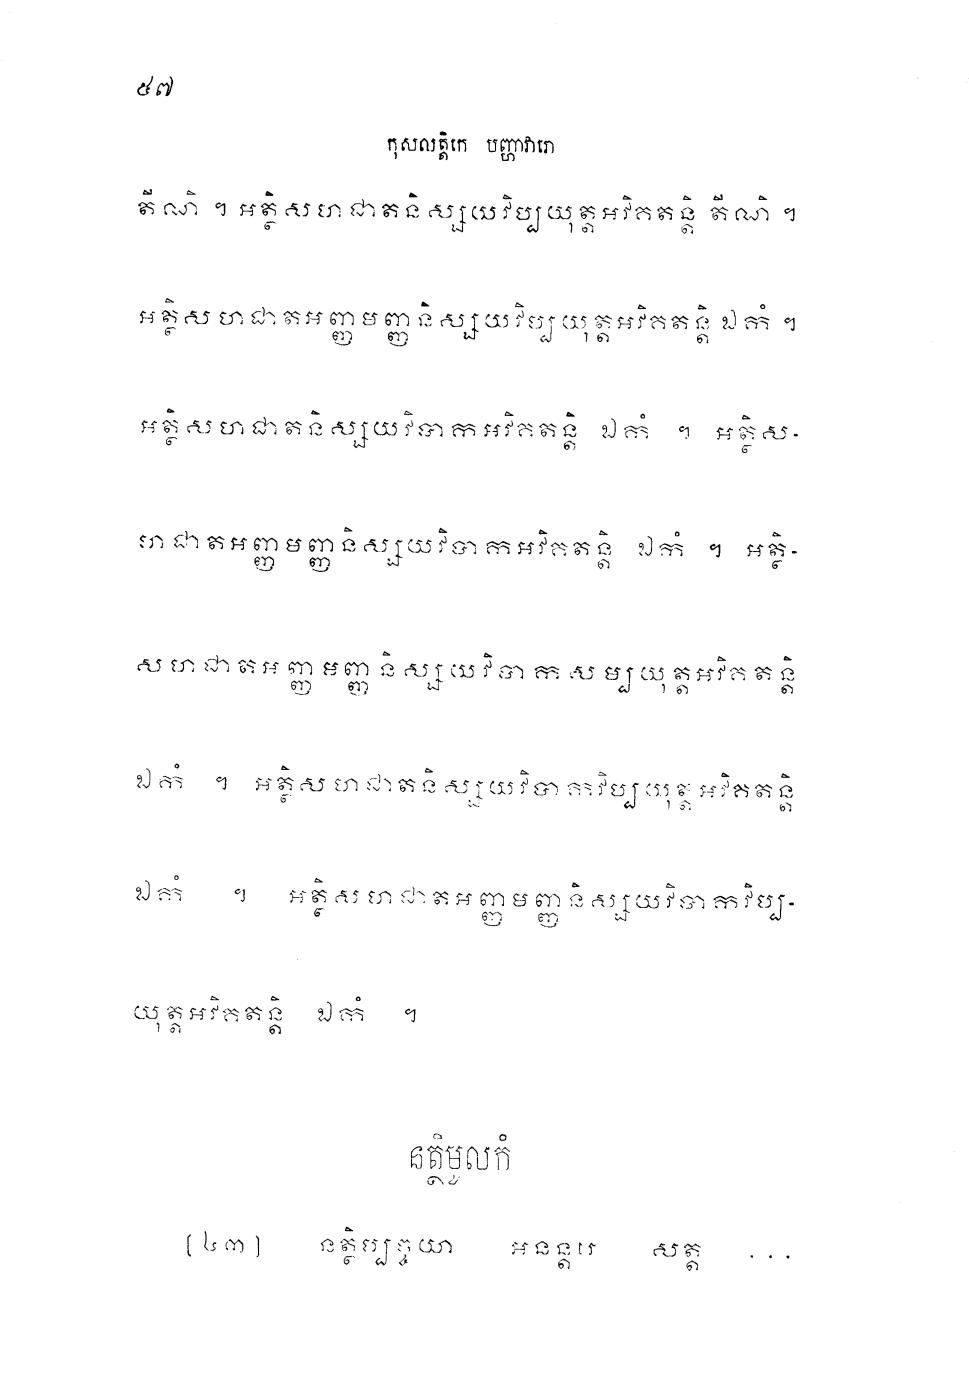 ៥៧
កុសលត្តិកេ បញ្ហាវារោ
តីណិ ។ អត្ថិសហជាតនិស្សយវិប្បយុត្តអវិគតន្តិ តីណិ ។
អត្ថិសហជាតអញ្ញមញ្ញនិស្សយវិប្បយុត្តអវិគតន្តិ ឯកំ ។
អត្ថិសហជាតនិស្សយវិបាកអវិគតន្តិ ឯកំ ។ អត្ថិស-
ហជាតអញ្ញមញ្ញនិស្សយវិបាកអវិគតន្តិ ឯកំ ។ អត្ថិ-
សហជាតអញ្ញមញ្ញនិស្សយវិបាកសម្បយុត្តអវិគតន្តិ
ឯកំ ។ អត្ថិសហជាតនិស្សយវិបាកវិប្បយុត្តអវិគតន្តិ
ឯកំ ។ អត្ថិសហជាតអញ្ញមញ្ញនិស្សយវិបាកវិប្ប-
យុត្តអវិគតន្តិ ឯកំ ។
នត្ថិមូលកំ
[៤៣] នត្ថិប្បច្ចយា អនន្តរេ សត្ត ...